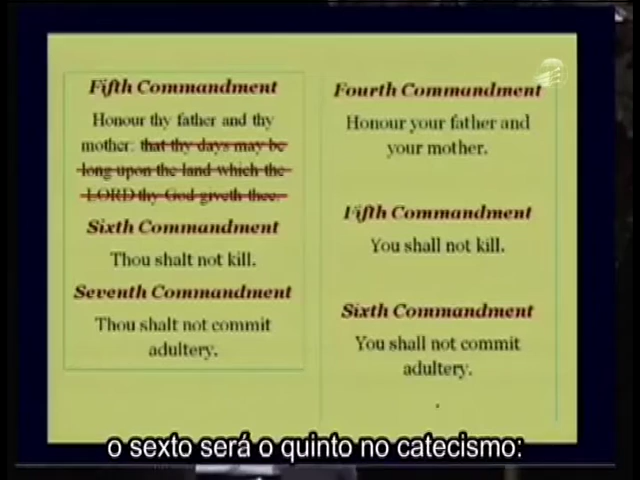 Fifth Commandment
Honour thy father and thy
mother: that thy days may be
long upon the land which the
LORD thy God giveth thee.
Sixth Commandment
Thou shalt not kill.
Seventh Commandment
Thou shalt not commit
adultery.
Fourth Commandment
Honour your father and
your mother.
Fifth Commandment
You shall not kill.
Sixth Commandment
You shall not commit
adultery.
o sexto será o quinto no catecismo: